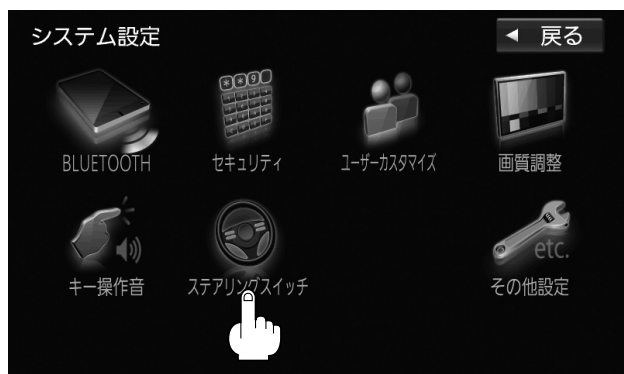 システム設定
◀ 戻る
**9
BLUETOOTH
セキュリティ
ユーザーカスタマイズ
画質調整
etc.
キー操作音
ステアリングスイッチ
その他設定